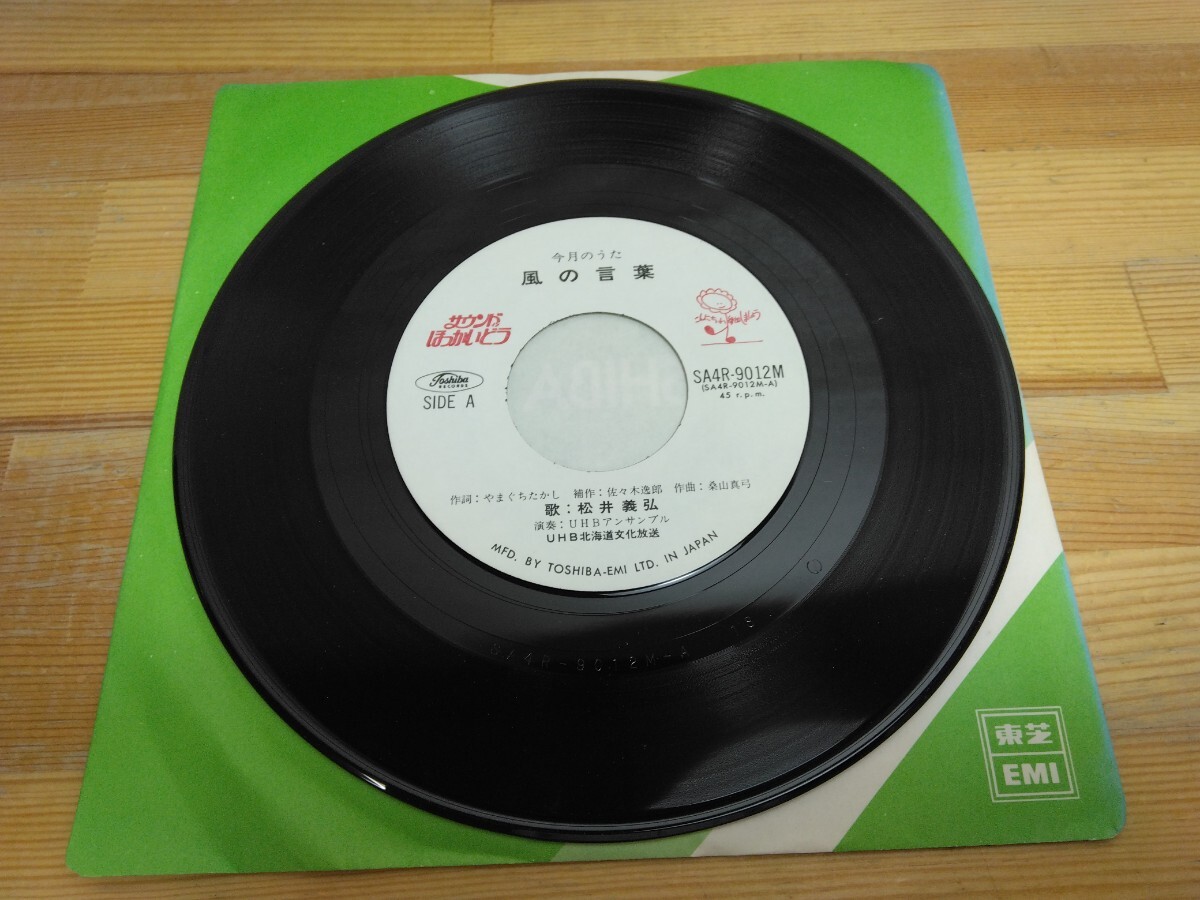 今月のうた
風の言葉
サウンド
ほっかいどう
Toshiba
RECORDS
SIDE A
SA4R-9012M
(SA4R-9012M-A)
45 r.p.m.
作詞:やまぐちたかし 補作:佐々木逸郎 作曲:桑山真弓
歌:松井義弘
演奏:UHBアンサンブル
UHB北海道文化放送
MFD. BY TOSHIBA-EMI LTD. IN JAPAN
SA4R-9012M-A
東芝
EMI